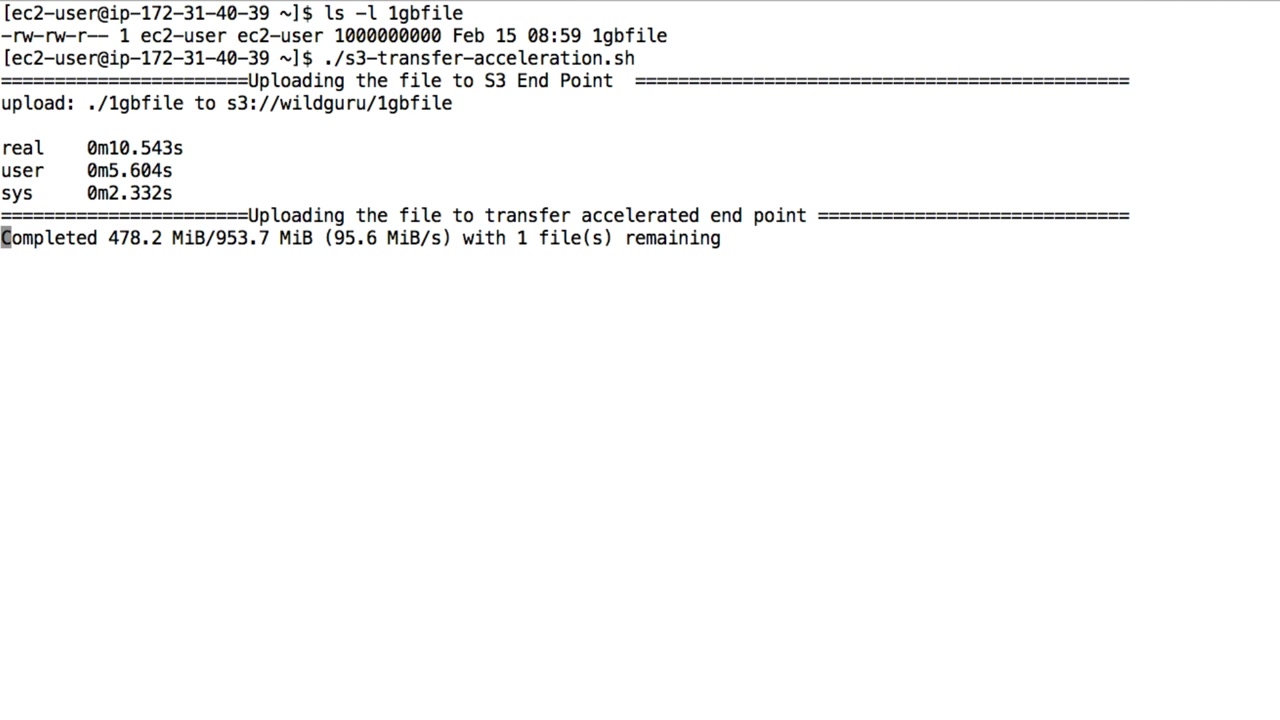 [ec2-user@ip-172-31-40-39 ~]$ ls -l 1gbfile
-rw-rw-r-- 1 ec2-user ec2-user 1000000000 Feb 15 08:59 1gbfile
[ec2-user@ip-172-31-40-39 ~]$ ./s3-transfer-acceleration.sh
=======================Uploading the file to S3 End Point  ==============================================
upload: ./1gbfile to s3://wildguru/1gbfile
real    0m10.543s
user    0m5.604s
sys     0m2.332s
=======================Uploading the file to transfer accelerated end point =============================
Completed 478.2 MiB/953.7 MiB (95.6 MiB/s) with 1 file(s) remaining